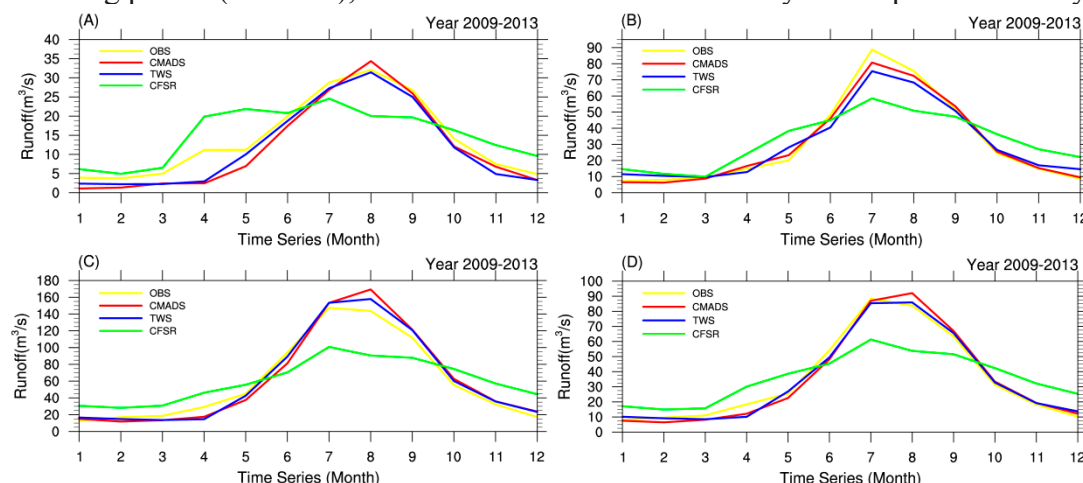 (A) Year 2009-2013
Runoff(m³/s)
40
35
30
25
20
15
10
5
0
OBS
CMADS
TWS
CFSR
1 2 3 4 5 6 7 8 9 10 11 12
Time Series (Month)
(B) Year 2009-2013
Runoff(m³/s)
90
80
70
60
50
40
30
20
10
0
OBS
CMADS
TWS
CFSR
1 2 3 4 5 6 7 8 9 10 11 12
Time Series (Month)
(C) Year 2009-2013
Runoff(m³/s)
180
160
140
120
100
80
60
40
20
0
OBS
CMADS
TWS
CFSR
1 2 3 4 5 6 7 8 9 10 11 12
Time Series (Month)
(D) Year 2009-2013
Runoff(m³/s)
100
90
80
70
60
50
40
30
20
10
0
OBS
CMADS
TWS
CFSR
1 2 3 4 5 6 7 8 9 10 11 12
Time Series (Month)